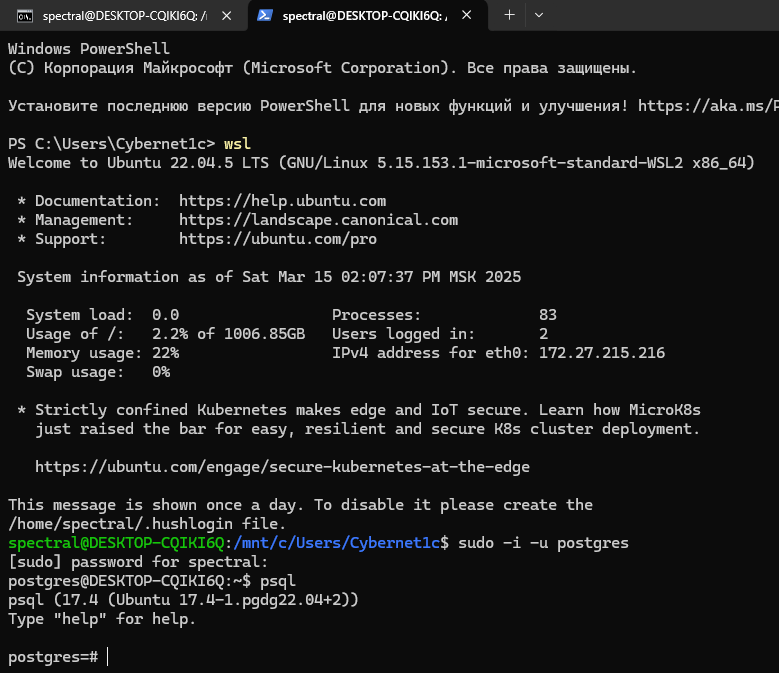 spectral@DESKTOP-CQIKI6Q: /
spectral@DESKTOP-CQIKI6Q: /
Windows PowerShell
(C) Корпорация Майкрософт (Microsoft Corporation). Все права защищены.
Установите последнюю версию PowerShell для новых функций и улучшения! https://aka.ms/P
PS C:\Users\Cybernet1c> wsl
Welcome to Ubuntu 22.04.5 LTS (GNU/Linux 5.15.153.1-microsoft-standard-WSL2 x86_64)
* Documentation: https://help.ubuntu.com
* Management: https://landscape.canonical.com
* Support: https://ubuntu.com/pro
System information as of Sat Mar 15 02:07:37 PM MSK 2025
System load: 0.0 Processes: 83
Usage of /: 2.2% of 1006.85GB Users logged in: 2
Memory usage: 22% IPv4 address for eth0: 172.27.215.216
Swap usage: 0%
* Strictly confined Kubernetes makes edge and IoT secure. Learn how MicroK8s
just raised the bar for easy, resilient and secure K8s cluster deployment.
https://ubuntu.com/engage/secure-kubernetes-at-the-edge
This message is shown once a day. To disable it please create the
/home/spectral/.hushlogin file.
spectral@DESKTOP-CQIKI6Q:/mnt/c/Users/Cybernet1c$ sudo -i -u postgres
[sudo] password for spectral:
postgres@DESKTOP-CQIKI6Q:~$ psql
psql (17.4 (Ubuntu 17.4-1.pgdg22.04+2))
Type "help" for help.
postgres=#